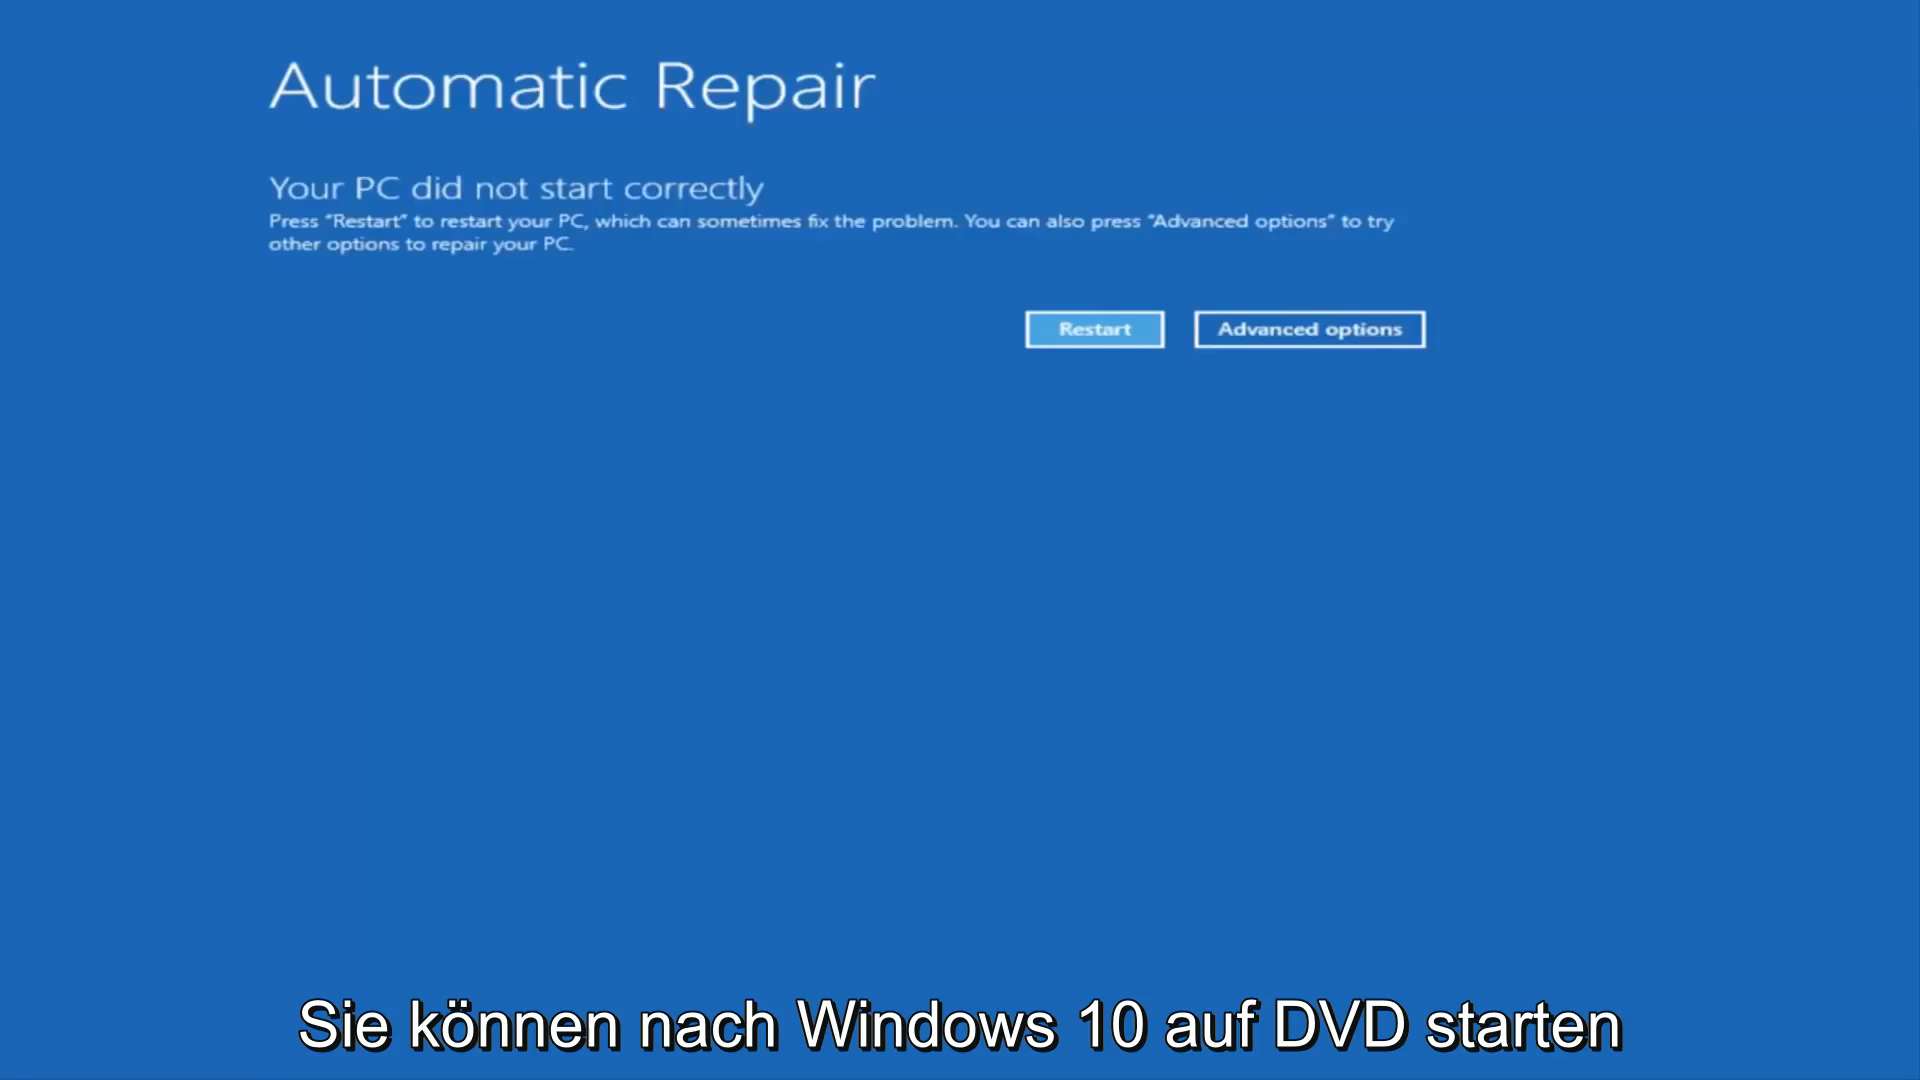 Automatic Repair
Your PC did not start correctly
Press "Restart" to restart your PC, which can sometimes fix the problem. You can also press "Advanced options" to try
other options to repair your PC.
Restart
Advanced options
Sie können nach Windows 10 auf DVD starten